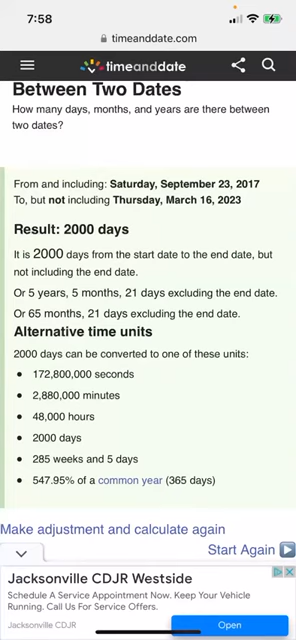 7:58
timeanddate.com
timeanddate
Between Two Dates
How many days, months, and years are there between
two dates?
From and including: Saturday, September 23, 2017
To, but not including Thursday, March 16, 2023
Result: 2000 days
It is 2000 days from the start date to the end date, but
not including the end date.
Or 5 years, 5 months, 21 days excluding the end date.
Or 65 months, 21 days excluding the end date.
Alternative time units
2000 days can be converted to one of these units:
• 172,800,000 seconds
• 2,880,000 minutes
• 48,000 hours
• 2000 days
• 285 weeks and 5 days
• 547.95% of a common year (365 days)
Make adjustment and calculate again
Start Again
Jacksonville CDJR Westside
Schedule A Service Appointment Now. Keep Your Vehicle
Running. Call Us For Service Offers.
Jacksonville CDJR
Open